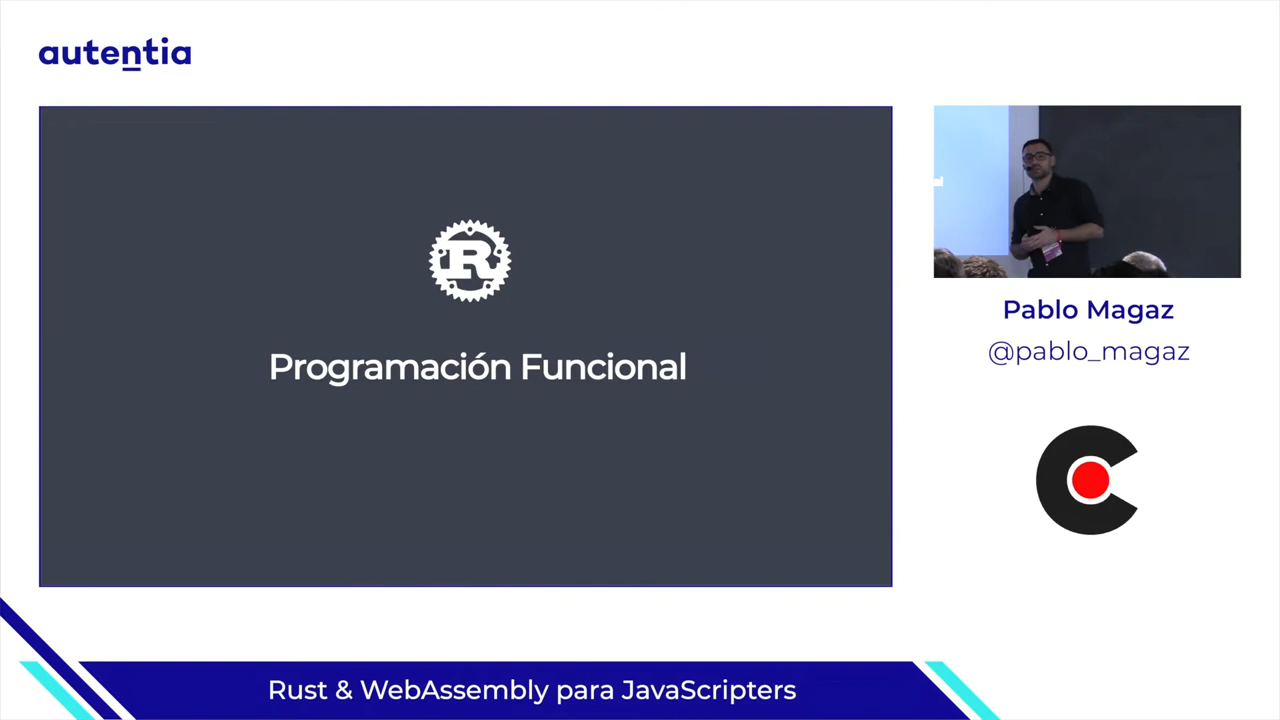 autentia
R
Programación Funcional
Pablo Magaz
@pablo_magaz
Rust & WebAssembly para JavaScripters